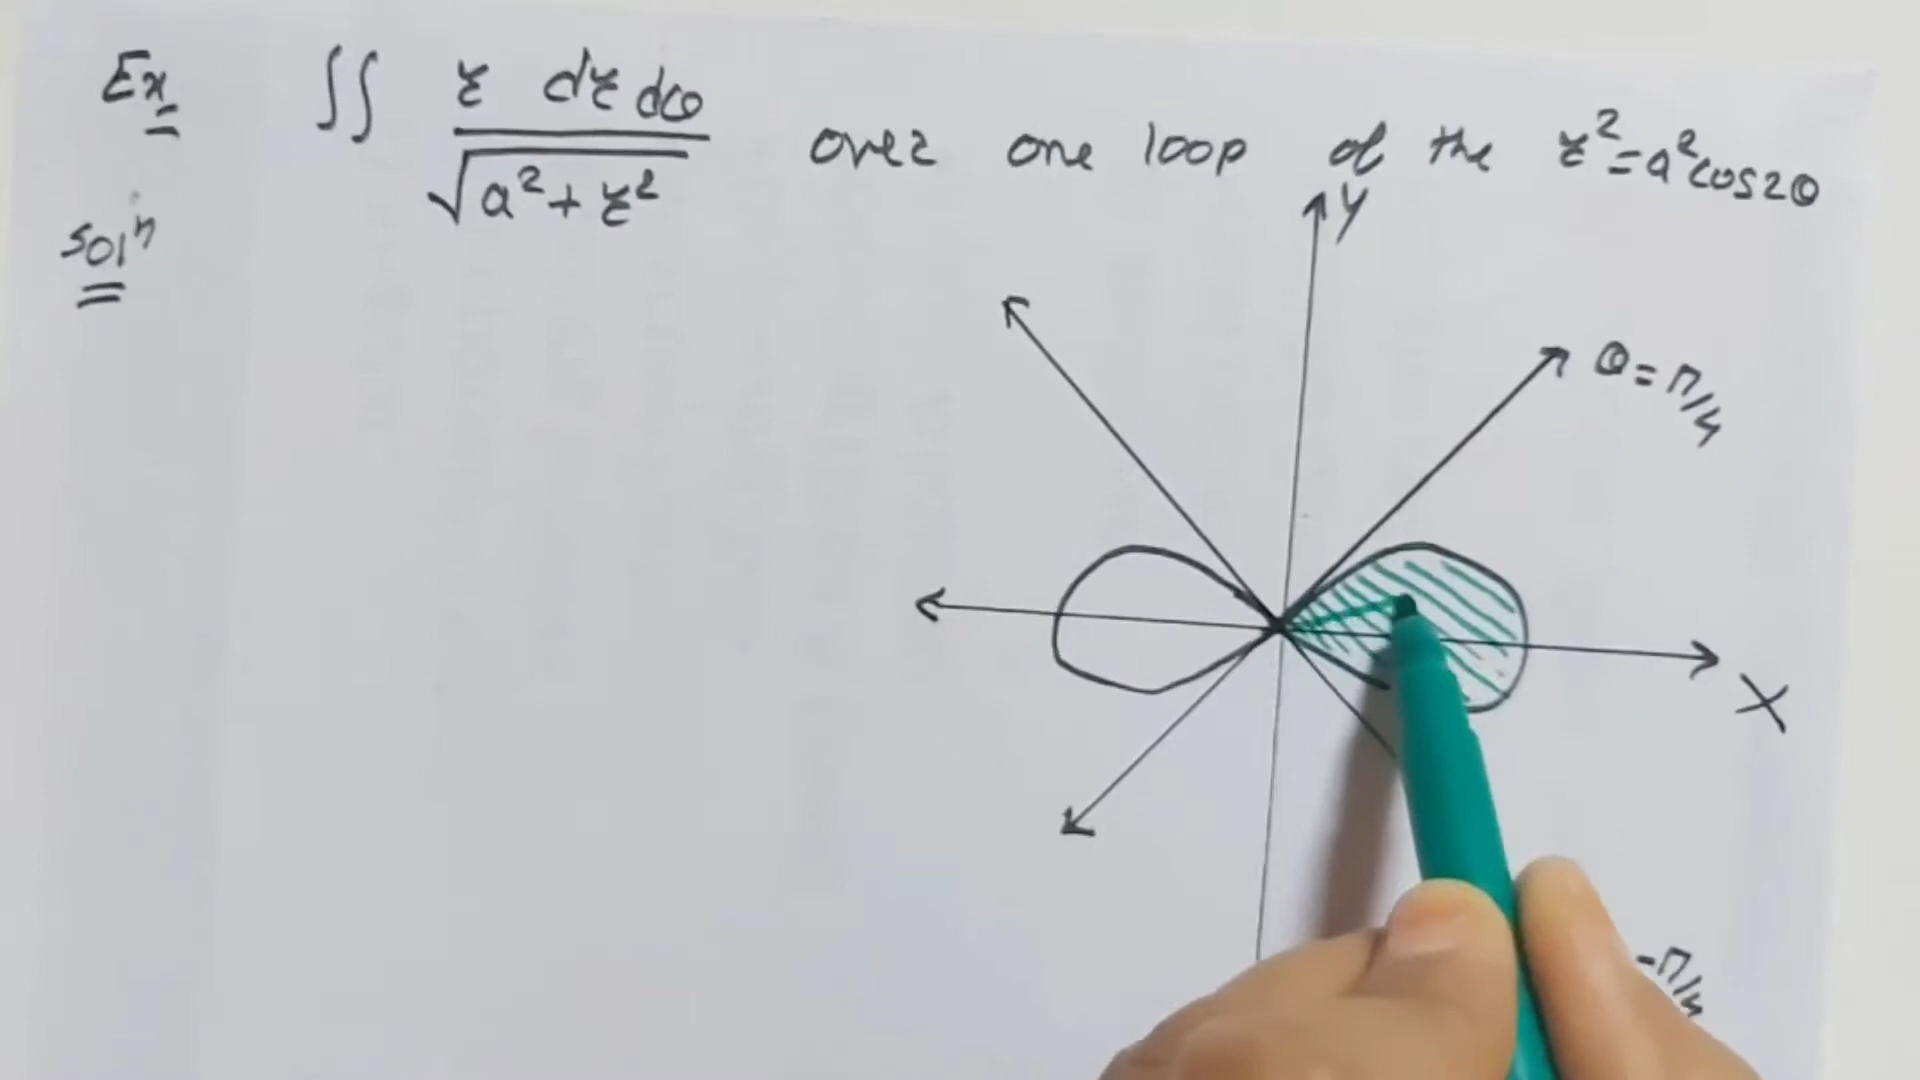 Ex ∫∫ r dr dθ / √(a² + r²) over one loop of the r² = a² cos2θ
solⁿ
Y
θ = π/4
X
-π/4